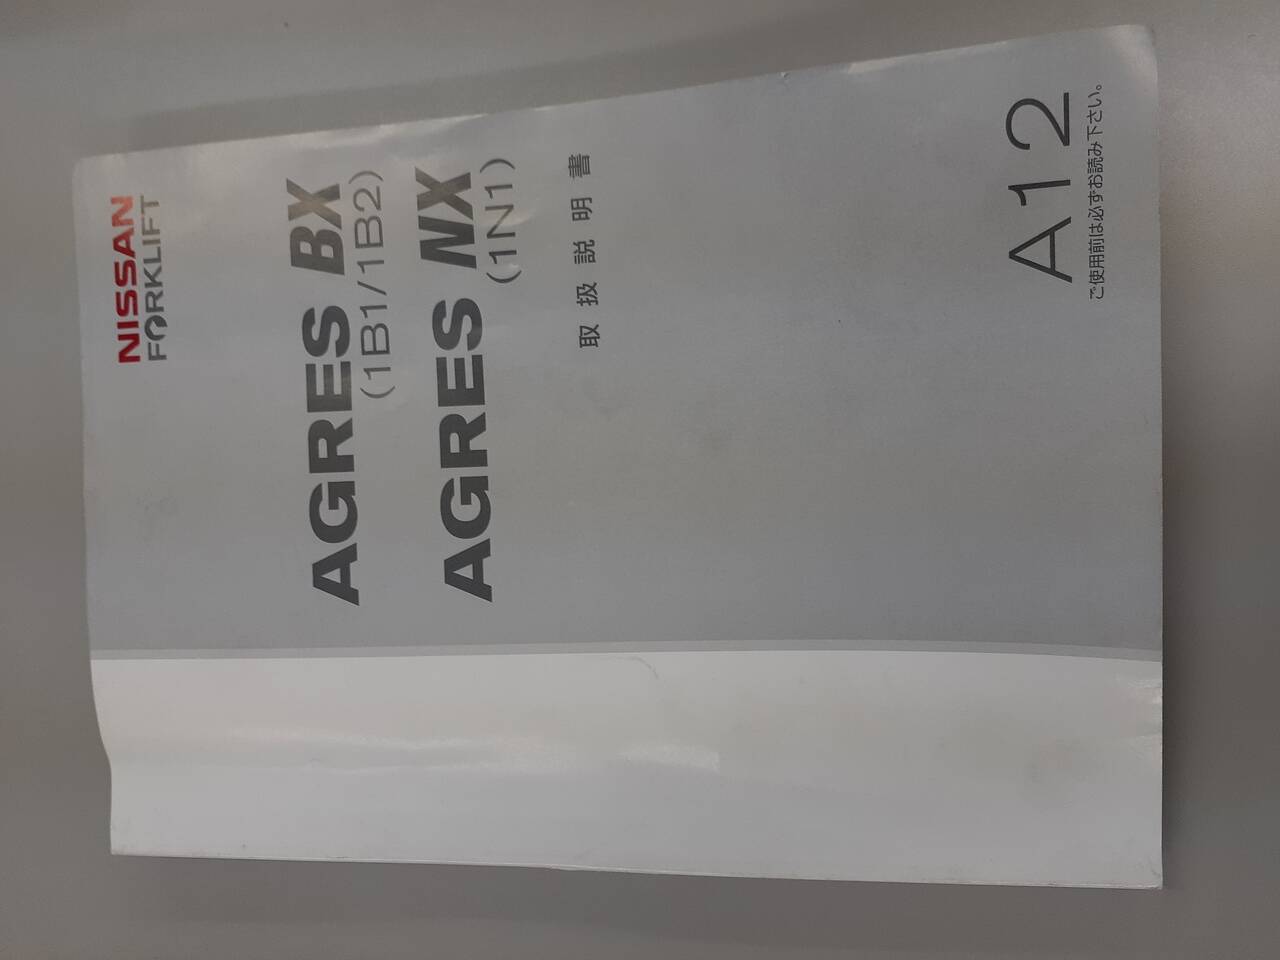 NISSAN
FORKLIFT
AGRES BX
(1B1/1B2)
AGRES NX
(1N1)
取扱説明書
A12
ご使用前は必ずお読み下さい。